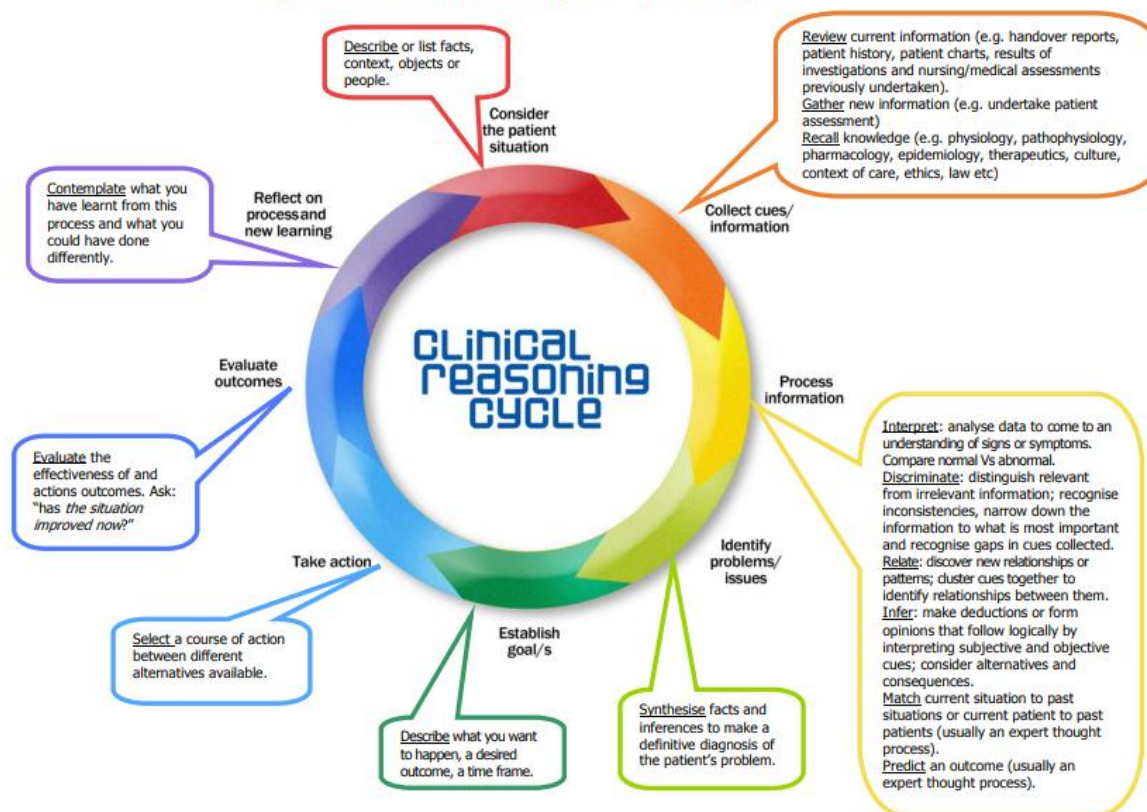 Describe or list facts,
context, objects or
people.
Consider
the patient
situation
Review current information (e.g. handover reports,
patient history, patient charts, results of
investigations and nursing/medical assessments
previously undertaken).
Gather new information (e.g. undertake patient
assessment)
Recall knowledge (e.g. physiology, pathophysiology,
pharmacology, epidemiology, therapeutics, culture,
context of care, ethics, law etc)
Collect cues/
information
Process
information
Interpret: analyse data to come to an
understanding of signs or symptoms.
Compare normal Vs abnormal.
Discriminate: distinguish relevant
from irrelevant information; recognise
inconsistencies, narrow down the
information to what is most important
and recognise gaps in cues collected.
Relate: discover new relationships or
patterns; cluster cues together to
identify relationships between them.
Infer: make deductions or form
opinions that follow logically by
interpreting subjective and objective
cues; consider alternatives and
consequences.
Match current situation to past
situations or current patient to past
patients (usually an expert thought
process).
Predict an outcome (usually an
expert thought process).
Identify
problems/
issues
Synthesise facts and
inferences to make a
definitive diagnosis of
the patient's problem.
Establish
goal/s
Describe what you want
to happen, a desired
outcome, a time frame.
Take action
Select a course of action
between different
alternatives available.
Evaluate
outcomes
Evaluate the
effectiveness of and
actions outcomes. Ask:
"has the situation
improved now?"
Reflect on
process and
new learning
Contemplate what you
have learnt from this
process and what you
could have done
differently.
CLINICAL
REASONING
CYCLE